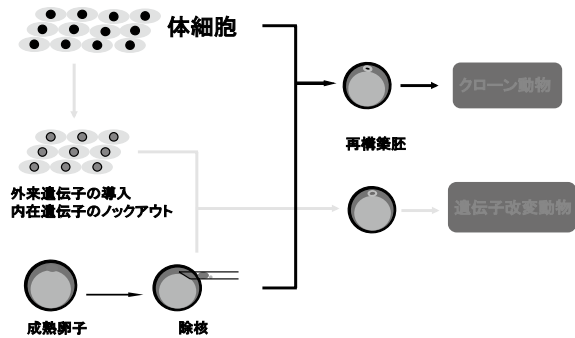 体細胞
クローン動物
再構築胚
外来遺伝子の導入
内在遺伝子のノックアウト
遺伝子改変動物
成熟卵子
除核